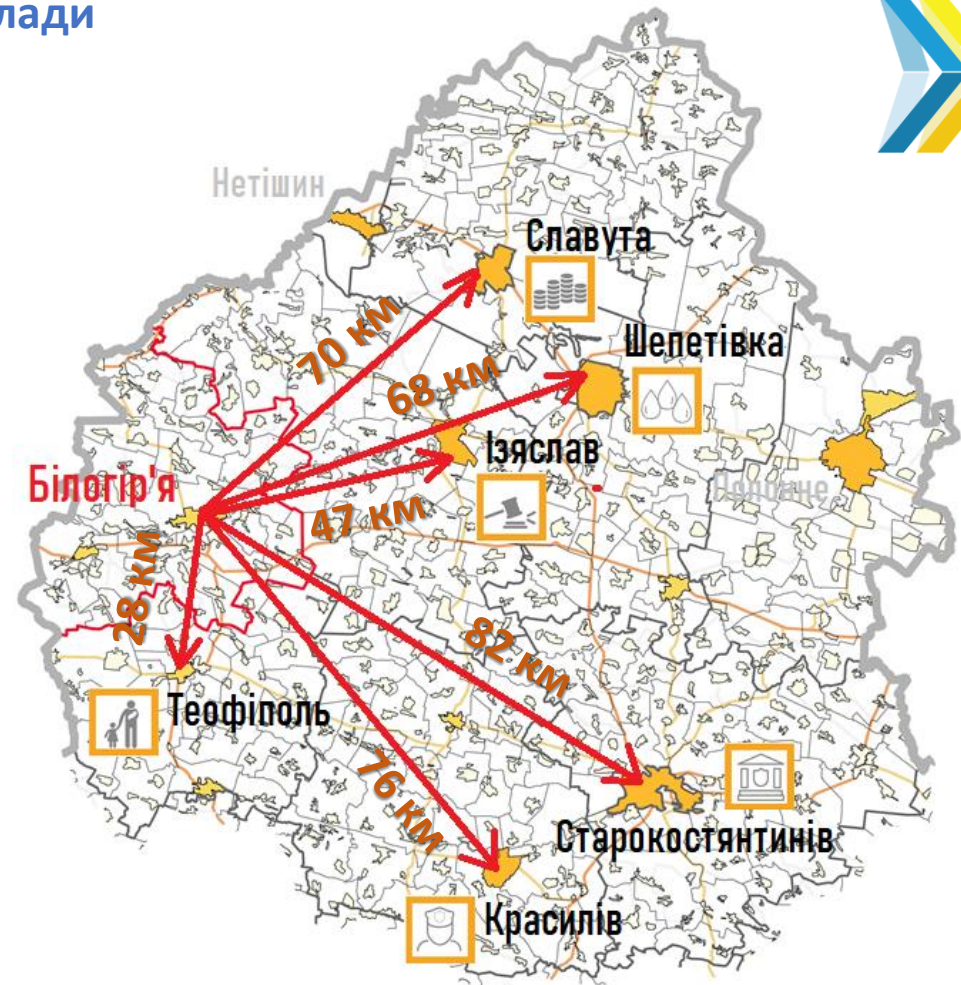 лади
Нетішин
Славута
70 км
Шепетівка
68 км
Ізяслав
Білогір'я
Полонне
47 км
28 км
82 км
Теофіполь
76 км
Старокостянтинів
Красилів